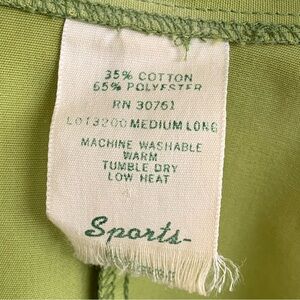 35% COTTON
65% POLYESTER
RN 30761
LOT3200 MEDIUM LONG
MACHINE WASHABLE
WARM
TUMBLE DRY
LOW HEAT
Sports-